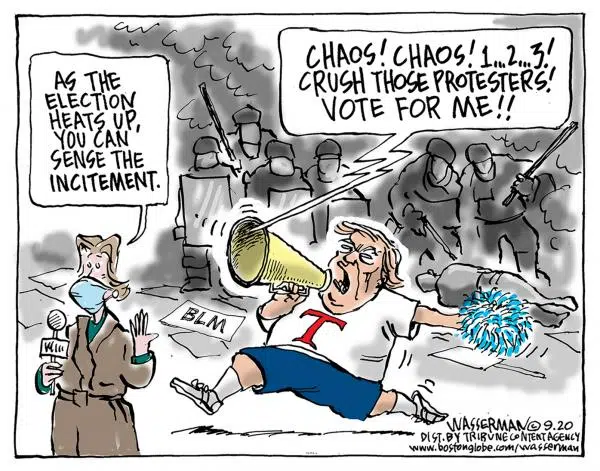 AS THE
ELECTION
HEATS UP,
YOU CAN
SENSE THE
INCITEMENT.
CHAOS! CHAOS! 1...2...3!
CRUSH THOSE PROTESTERS!
VOTE FOR ME!!
BLM
T
WASSERMAN © 9.20
DIST. BY TRIBUNE CONTENT AGENCY
www.bostonglobe.com/wasserman